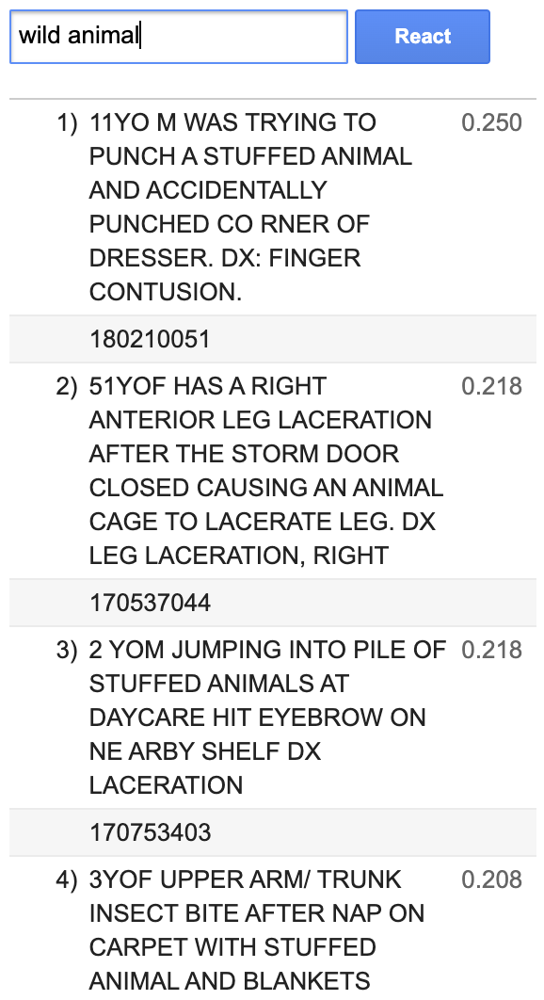 wild animal
React
1) 11YO M WAS TRYING TO 0.250
PUNCH A STUFFED ANIMAL
AND ACCIDENTALLY
PUNCHED CO RNER OF
DRESSER. DX: FINGER
CONTUSION.
180210051
2) 51YOF HAS A RIGHT 0.218
ANTERIOR LEG LACERATION
AFTER THE STORM DOOR
CLOSED CAUSING AN ANIMAL
CAGE TO LACERATE LEG. DX
LEG LACERATION, RIGHT
170537044
3) 2 YOM JUMPING INTO PILE OF 0.218
STUFFED ANIMALS AT
DAYCARE HIT EYEBROW ON
NE ARBY SHELF DX
LACERATION
170753403
4) 3YOF UPPER ARM/ TRUNK 0.208
INSECT BITE AFTER NAP ON
CARPET WITH STUFFED
ANIMAL AND BLANKETS